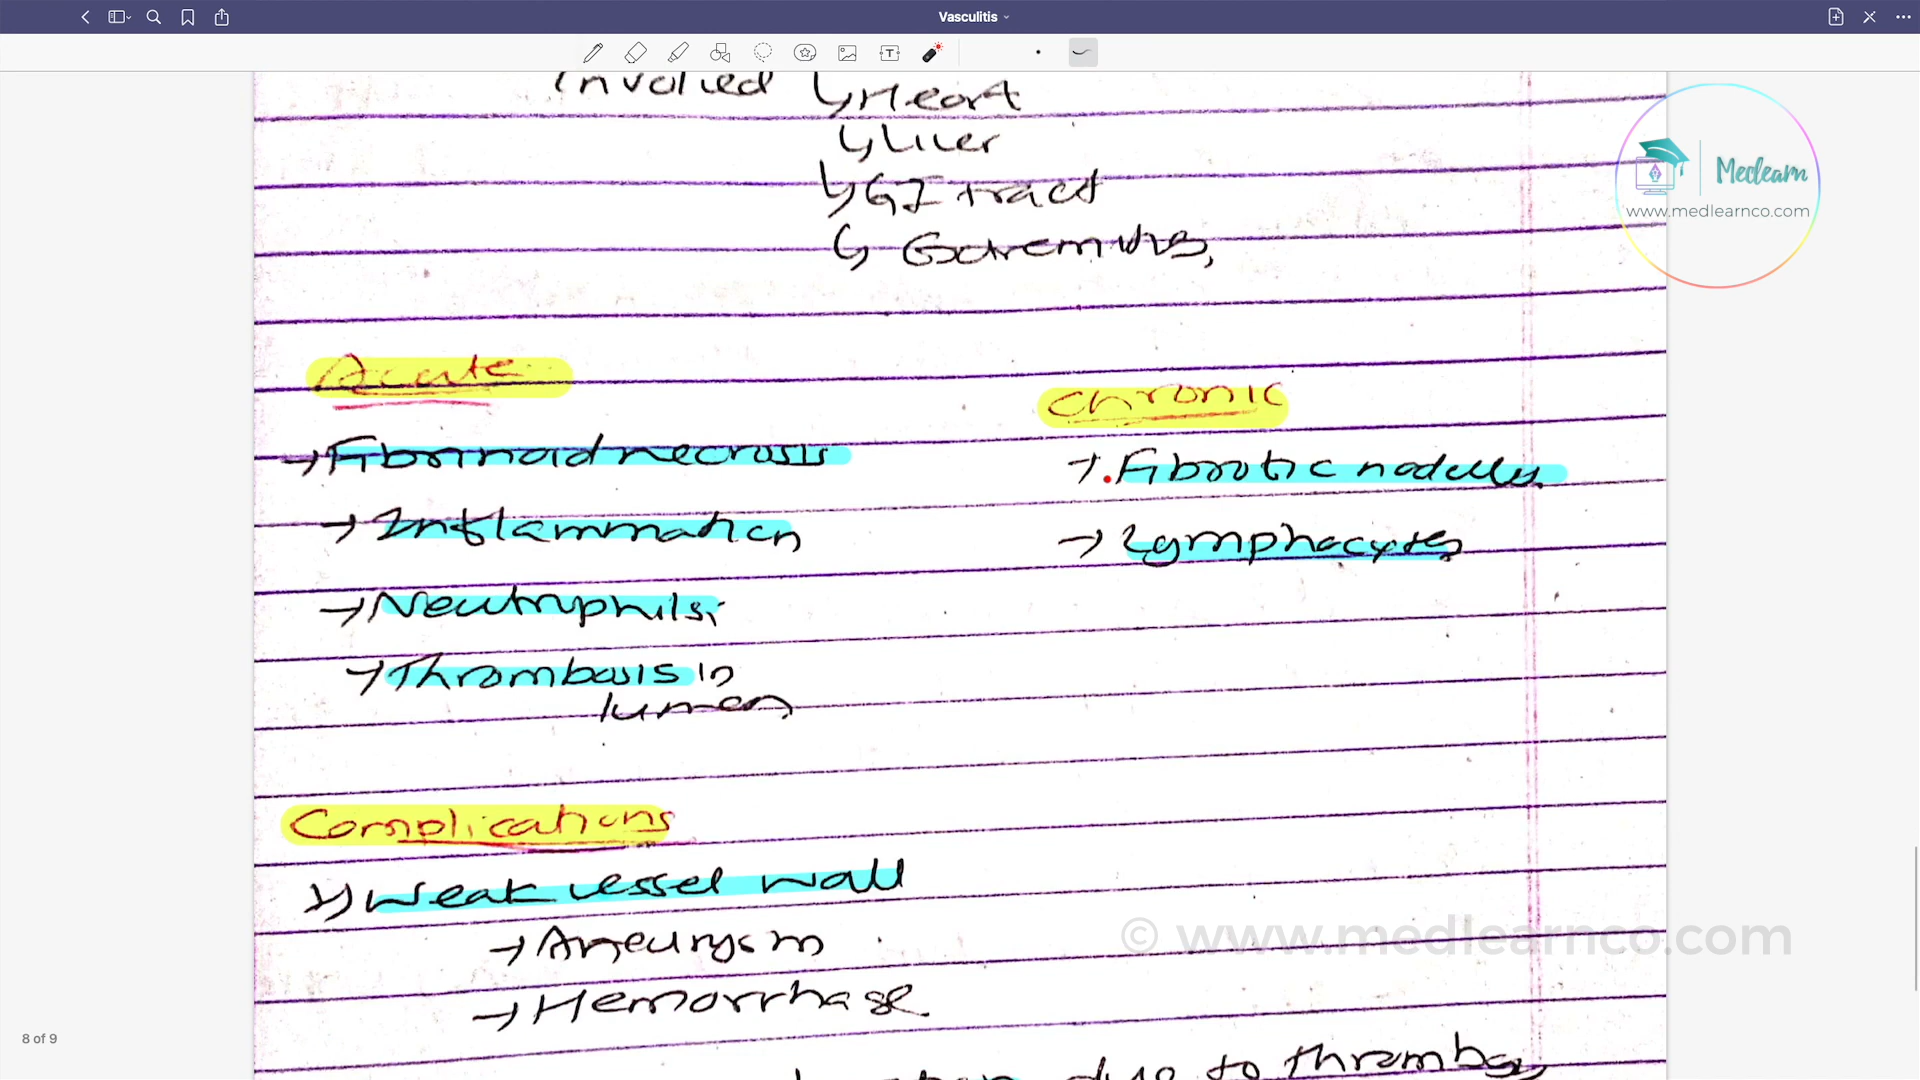 Vasculitis
Involved ↳ Heart
↳ Liver
↳ GI tract
↳ Extremities,
Medlearn
www.medlearnco.com
Acute
Chronic
→ Fibrinoid necrosis
→ Fibrotic nodules
→ Inflammation
→ Lymphocytes
→ Neutrophils,
→ Thrombosis in
lumen
Complications
1) Weak vessel wall
→ Aneurysm
© www.medlearnco.com
→ Hemorrhage
8 of 9
due to thrombosis